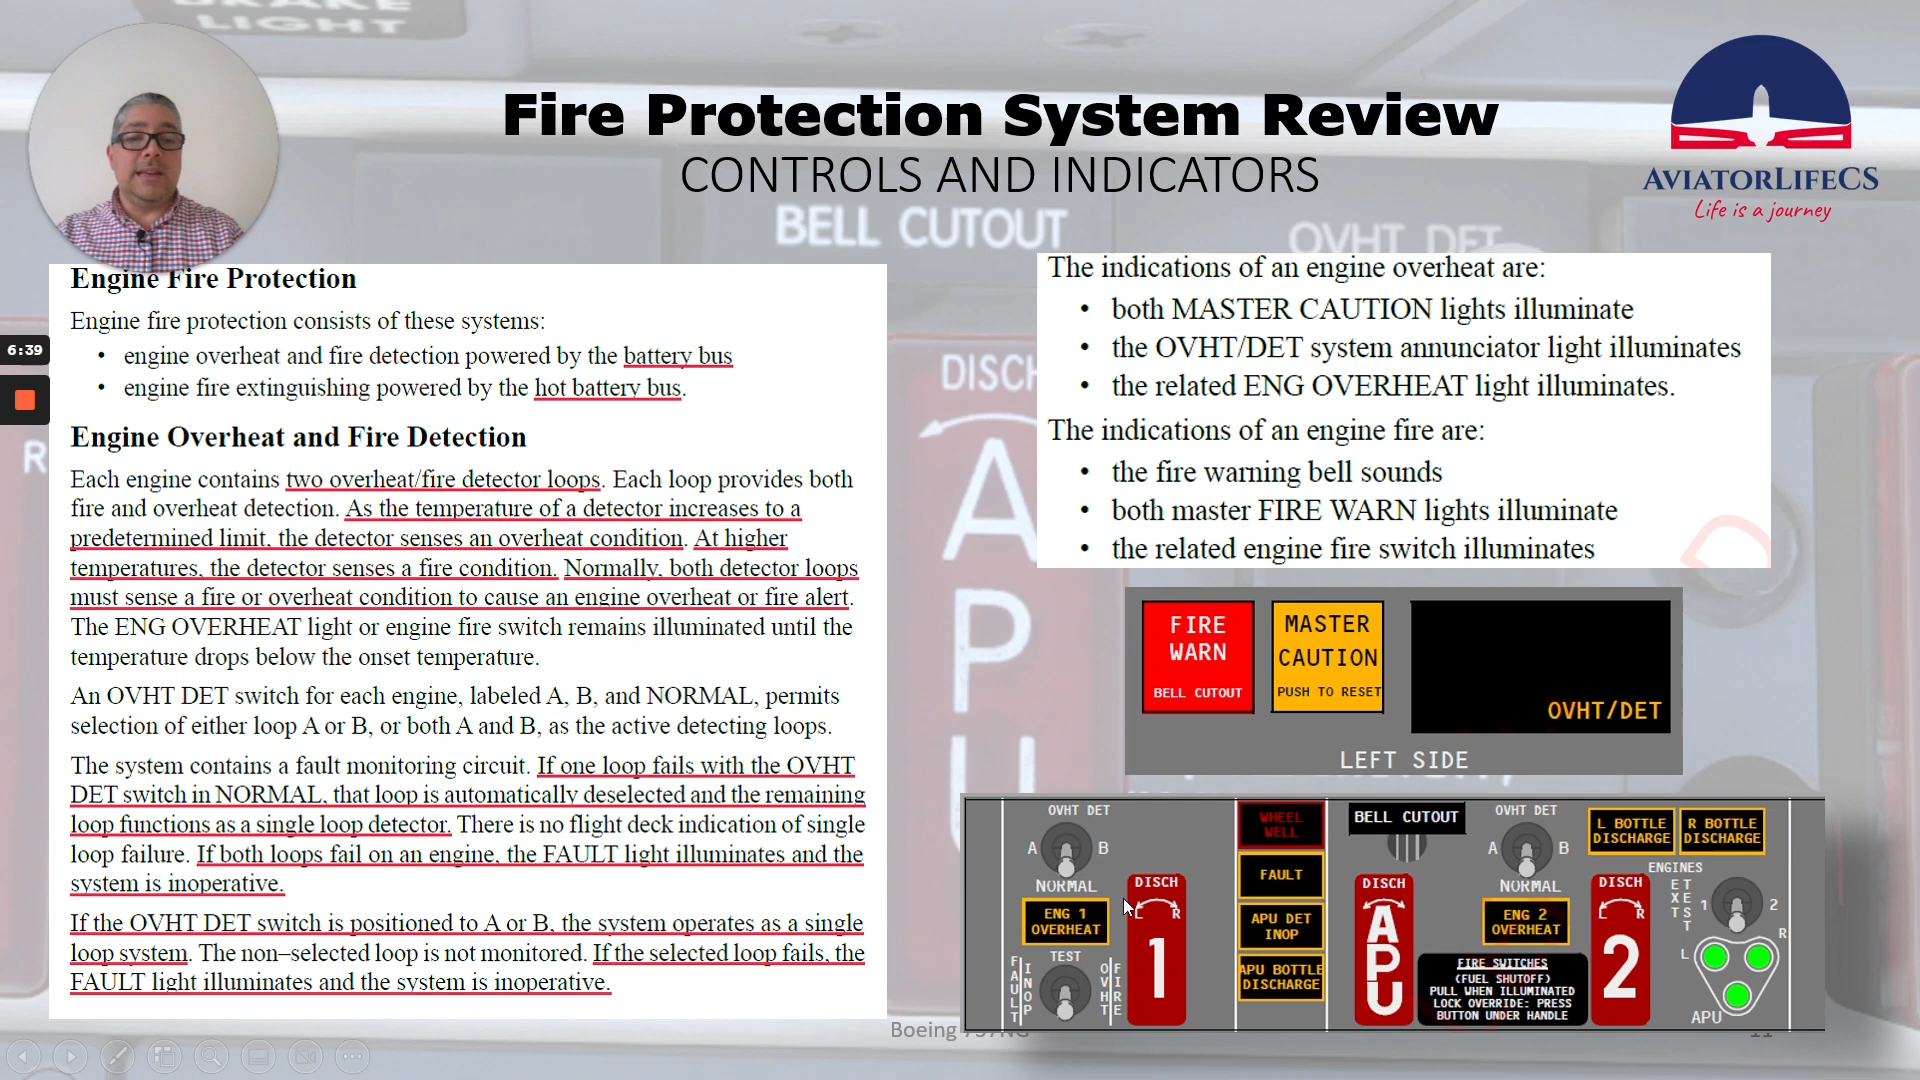 BRAKE
LIGHT
Fire Protection System Review
CONTROLS AND INDICATORS
AVIATORLIFECS
Life is a journey
BELL CUTOUT
OVHT DET
6:39
R
DISCH
A
P
U
Engine Fire Protection
Engine fire protection consists of these systems:
• engine overheat and fire detection powered by the battery bus
• engine fire extinguishing powered by the hot battery bus.
Engine Overheat and Fire Detection
Each engine contains two overheat/fire detector loops. Each loop provides both
fire and overheat detection. As the temperature of a detector increases to a
predetermined limit, the detector senses an overheat condition. At higher
temperatures, the detector senses a fire condition. Normally, both detector loops
must sense a fire or overheat condition to cause an engine overheat or fire alert.
The ENG OVERHEAT light or engine fire switch remains illuminated until the
temperature drops below the onset temperature.
An OVHT DET switch for each engine, labeled A, B, and NORMAL, permits
selection of either loop A or B, or both A and B, as the active detecting loops.
The system contains a fault monitoring circuit. If one loop fails with the OVHT
DET switch in NORMAL, that loop is automatically deselected and the remaining
loop functions as a single loop detector. There is no flight deck indication of single
loop failure. If both loops fail on an engine, the FAULT light illuminates and the
system is inoperative.
If the OVHT DET switch is positioned to A or B, the system operates as a single
loop system. The non–selected loop is not monitored. If the selected loop fails, the
FAULT light illuminates and the system is inoperative.
The indications of an engine overheat are:
• both MASTER CAUTION lights illuminate
• the OVHT/DET system annunciator light illuminates
• the related ENG OVERHEAT light illuminates.
The indications of an engine fire are:
• the fire warning bell sounds
• both master FIRE WARN lights illuminate
• the related engine fire switch illuminates
FIRE
WARN
BELL CUTOUT
MASTER
CAUTION
PUSH TO RESET
OVHT/DET
LEFT SIDE
OVHT DET
A B
NORMAL
ENG 1
OVERHEAT
TEST
FAULT
INOP
OVHT
FIRE
DISCH
L R
1
WHEEL
WELL
FAULT
APU DET
INOP
APU BOTTLE
DISCHARGE
BELL CUTOUT
DISCH
APU
OVHT DET
A B
NORMAL
ENG 2
OVERHEAT
FIRE SWITCHES
(FUEL SHUTOFF)
PULL WHEN ILLUMINATED
LOCK OVERRIDE: PRESS
BUTTON UNDER HANDLE
DISCH
L R
2
L BOTTLE
DISCHARGE
R BOTTLE
DISCHARGE
ENGINES
EXT
TEST
1 2
L R
APU
Boeing 737NG
11